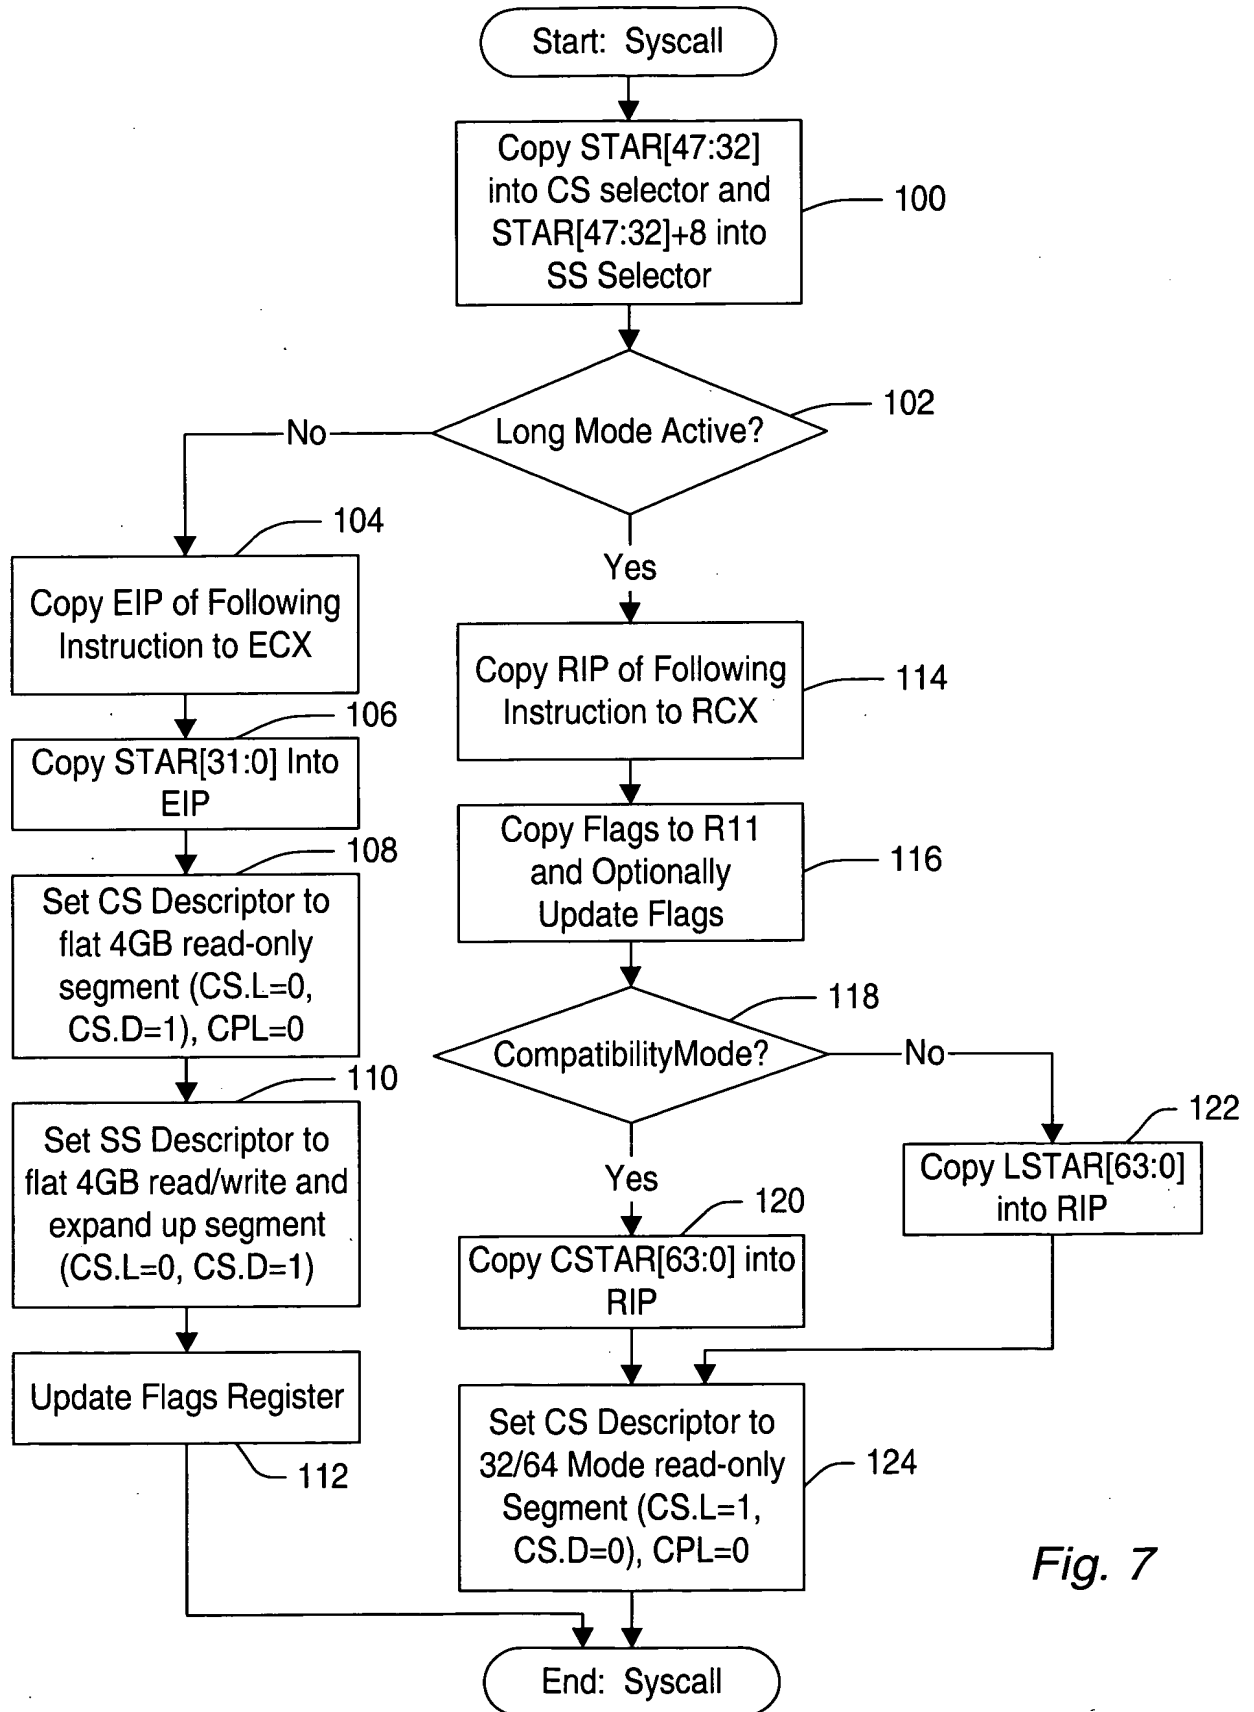 Start: Syscall
Copy STAR[47:32]
into CS selector and
STAR[47:32]+8 into
SS Selector
100
Long Mode Active?
102
No
Yes
104
Copy EIP of Following
Instruction to ECX
106
Copy STAR[31:0] Into
EIP
108
Set CS Descriptor to
flat 4GB read-only
segment (CS.L=0,
CS.D=1), CPL=0
110
Set SS Descriptor to
flat 4GB read/write and
expand up segment
(CS.L=0, CS.D=1)
Update Flags Register
112
Copy RIP of Following
Instruction to RCX
114
Copy Flags to R11
and Optionally
Update Flags
116
CompatibilityMode?
118
No
Yes
122
Copy LSTAR[63:0]
into RIP
120
Copy CSTAR[63:0] into
RIP
Set CS Descriptor to
32/64 Mode read-only
Segment (CS.L=1,
CS.D=0), CPL=0
124
End: Syscall
Fig. 7